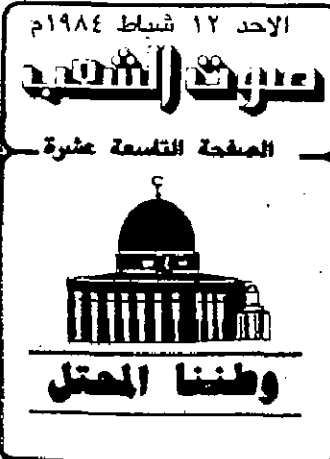 الاحد ١٢ شباط ١٩٨٤م
صوت الشعب
الصفحة التاسعة عشرة
وطننا المحتل